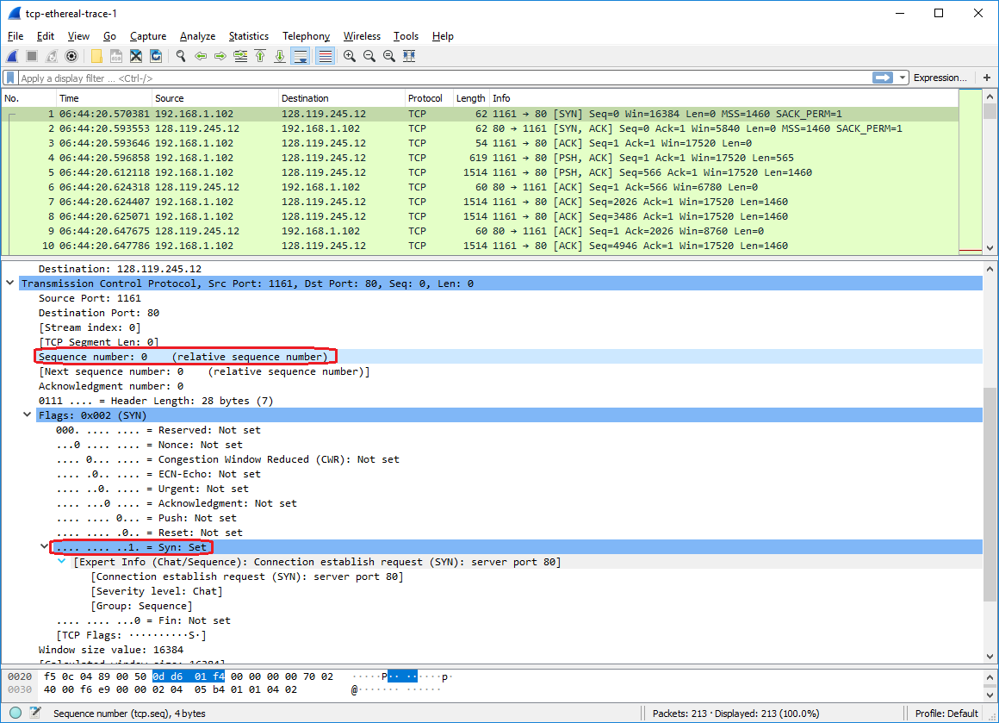 tcp-ethereal-trace-1
File Edit View Go Capture Analyze Statistics Telephony Wireless Tools Help
Apply a display filter ... <Ctrl-/> Expression... +
No. Time Source Destination Protocol Length Info
1 06:44:20.570381 192.168.1.102 128.119.245.12 TCP 62 1161 → 80 [SYN] Seq=0 Win=16384 Len=0 MSS=1460 SACK_PERM=1
2 06:44:20.593553 128.119.245.12 192.168.1.102 TCP 62 80 → 1161 [SYN, ACK] Seq=0 Ack=1 Win=5840 Len=0 MSS=1460 SACK_PERM=1
3 06:44:20.593646 192.168.1.102 128.119.245.12 TCP 54 1161 → 80 [ACK] Seq=1 Ack=1 Win=17520 Len=0
4 06:44:20.596858 192.168.1.102 128.119.245.12 TCP 619 1161 → 80 [PSH, ACK] Seq=1 Ack=1 Win=17520 Len=565
5 06:44:20.612118 192.168.1.102 128.119.245.12 TCP 1514 1161 → 80 [PSH, ACK] Seq=566 Ack=1 Win=17520 Len=1460
6 06:44:20.624318 128.119.245.12 192.168.1.102 TCP 60 80 → 1161 [ACK] Seq=1 Ack=566 Win=6780 Len=0
7 06:44:20.624407 192.168.1.102 128.119.245.12 TCP 1514 1161 → 80 [ACK] Seq=2026 Ack=1 Win=17520 Len=1460
8 06:44:20.625071 192.168.1.102 128.119.245.12 TCP 1514 1161 → 80 [ACK] Seq=3486 Ack=1 Win=17520 Len=1460
9 06:44:20.647675 128.119.245.12 192.168.1.102 TCP 60 80 → 1161 [ACK] Seq=1 Ack=2026 Win=8760 Len=0
10 06:44:20.647786 192.168.1.102 128.119.245.12 TCP 1514 1161 → 80 [ACK] Seq=4946 Ack=1 Win=17520 Len=1460
Destination: 128.119.245.12
Transmission Control Protocol, Src Port: 1161, Dst Port: 80, Seq: 0, Len: 0
Source Port: 1161
Destination Port: 80
[Stream index: 0]
[TCP Segment Len: 0]
Sequence number: 0    (relative sequence number)
[Next sequence number: 0    (relative sequence number)]
Acknowledgment number: 0
0111 .... = Header Length: 28 bytes (7)
Flags: 0x002 (SYN)
000. .... .... = Reserved: Not set
...0 .... .... = Nonce: Not set
.... 0... .... = Congestion Window Reduced (CWR): Not set
.... .0.. .... = ECN-Echo: Not set
.... ..0. .... = Urgent: Not set
.... ...0 .... = Acknowledgment: Not set
.... .... 0... = Push: Not set
.... .... .0.. = Reset: Not set
.... .... ..1. = Syn: Set
[Expert Info (Chat/Sequence): Connection establish request (SYN): server port 80]
[Connection establish request (SYN): server port 80]
[Severity level: Chat]
[Group: Sequence]
.... .... ...0 = Fin: Not set
[TCP Flags: ··········S·]
Window size value: 16384
[Calculated window size: 16384]
0020 f5 0c 04 89 00 50 0d d6 01 f4 00 00 00 00 70 02 ·····P·· ······p·
0030 40 00 f6 e9 00 00 02 04 05 b4 01 01 04 02 @······· ······
Sequence number (tcp.seq), 4 bytes Packets: 213 · Displayed: 213 (100.0%) Profile: Default